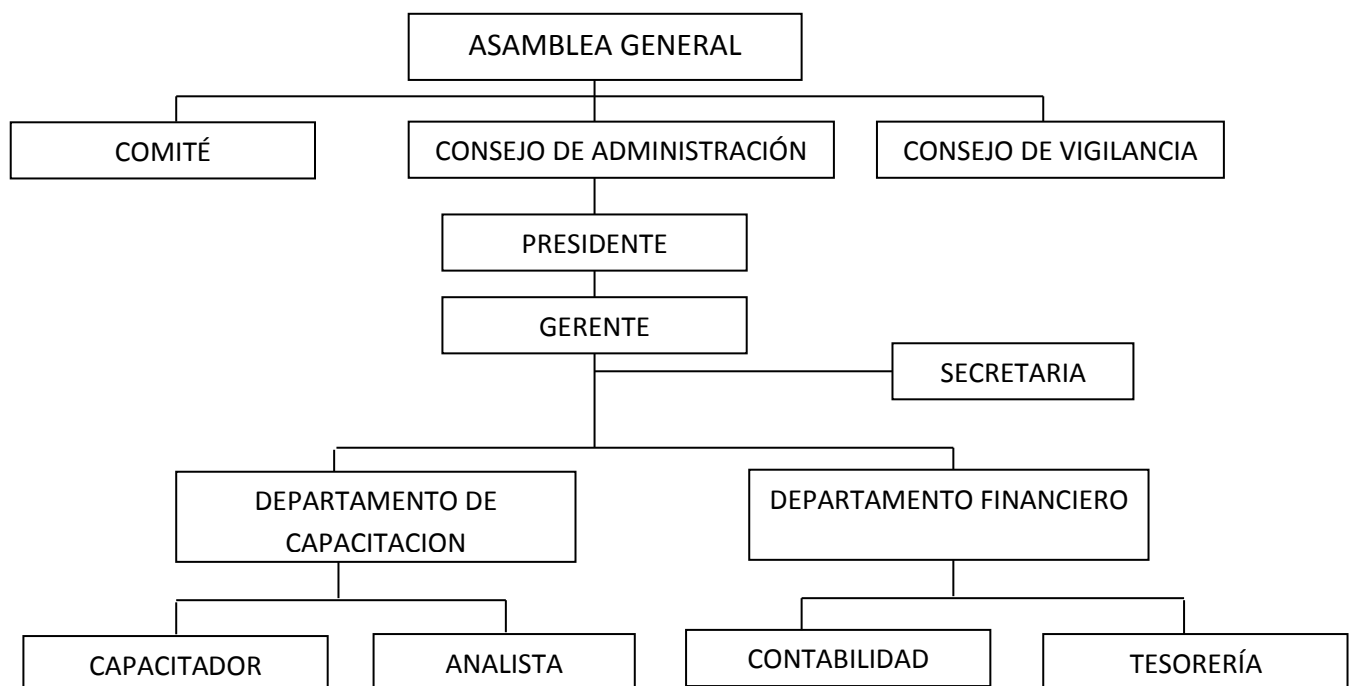 ASAMBLEA GENERAL
COMITÉ
CONSEJO DE ADMINISTRACIÓN
CONSEJO DE VIGILANCIA
PRESIDENTE
GERENTE
SECRETARIA
DEPARTAMENTO DE
CAPACITACION
DEPARTAMENTO FINANCIERO
CAPACITADOR
ANALISTA
CONTABILIDAD
TESORERÍA